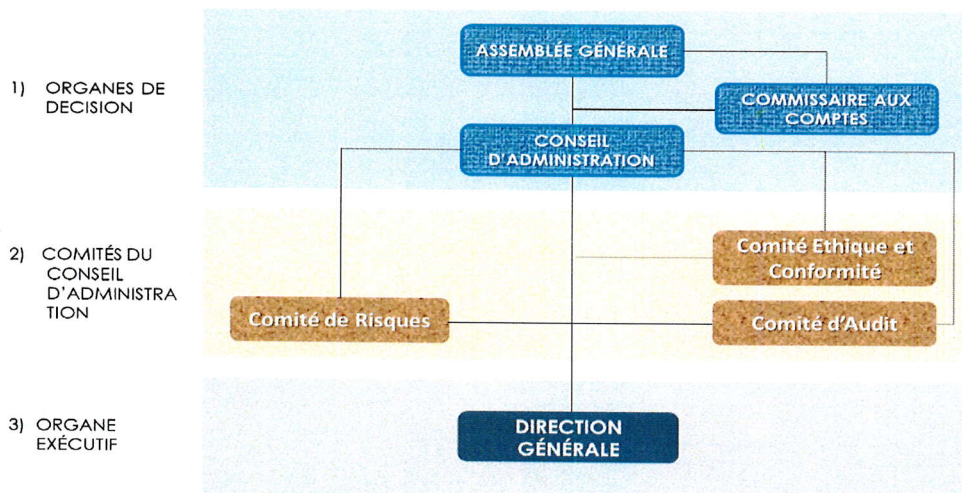 1) ORGANES DE
DECISION
ASSEMBLÉE GÉNÉRALE
COMMISSAIRE AUX
COMPTES
CONSEIL
D'ADMINISTRATION
2) COMITÉS DU
CONSEIL
D'ADMINISTRA
TION
Comité Ethique et
Conformité
Comité de Risques
Comité d'Audit
3) ORGANE
EXÉCUTIF
DIRECTION
GÉNÉRALE